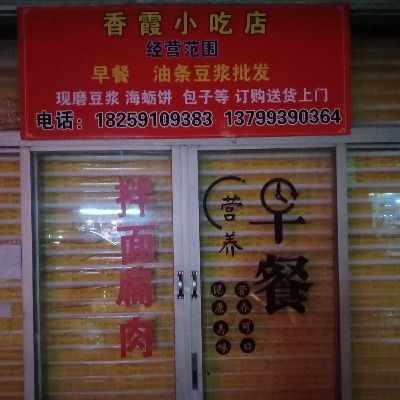 香霞小吃店
经营范围
早餐 油条豆浆批发
现磨豆浆 海蛎饼 包子等 订购送货上门
电话：18259109383 13799390364
拌面扁肉
营养
早餐
营养可口
健康美味